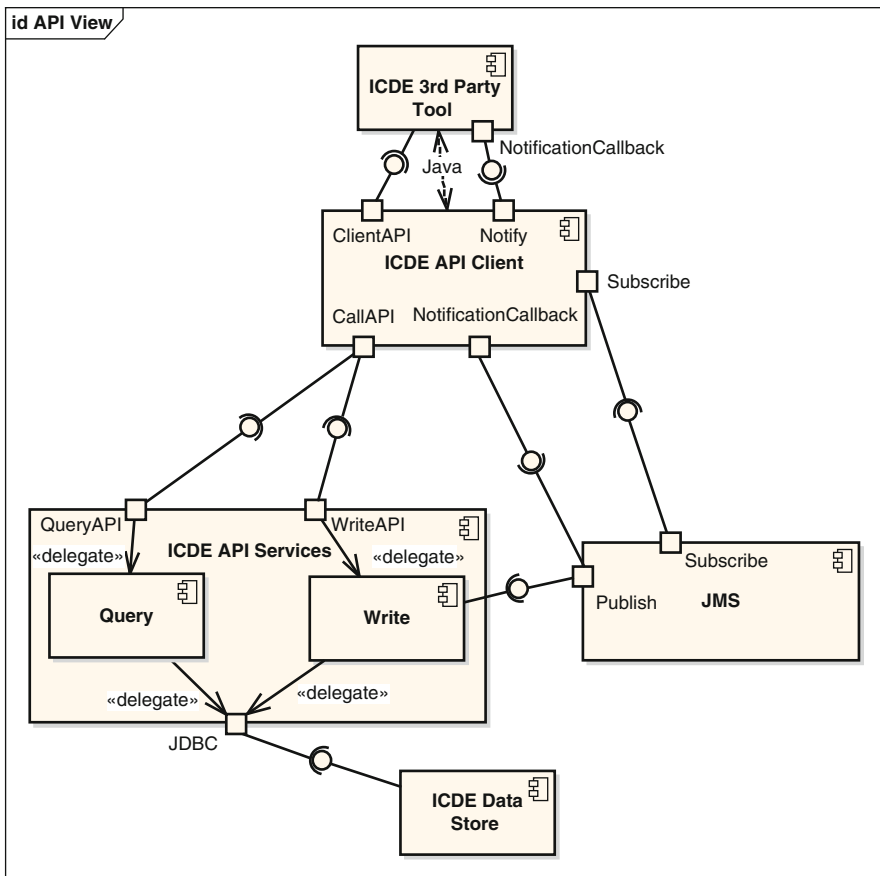 id API View
ICDE 3rd Party
Tool
NotificationCallback
Java
ClientAPI
Notify
ICDE API Client
Subscribe
CallAPI
NotificationCallback
QueryAPI
WriteAPI
ICDE API Services
«delegate»
«delegate»
Subscribe
Query
Write
Publish
JMS
«delegate»
«delegate»
JDBC
ICDE Data
Store